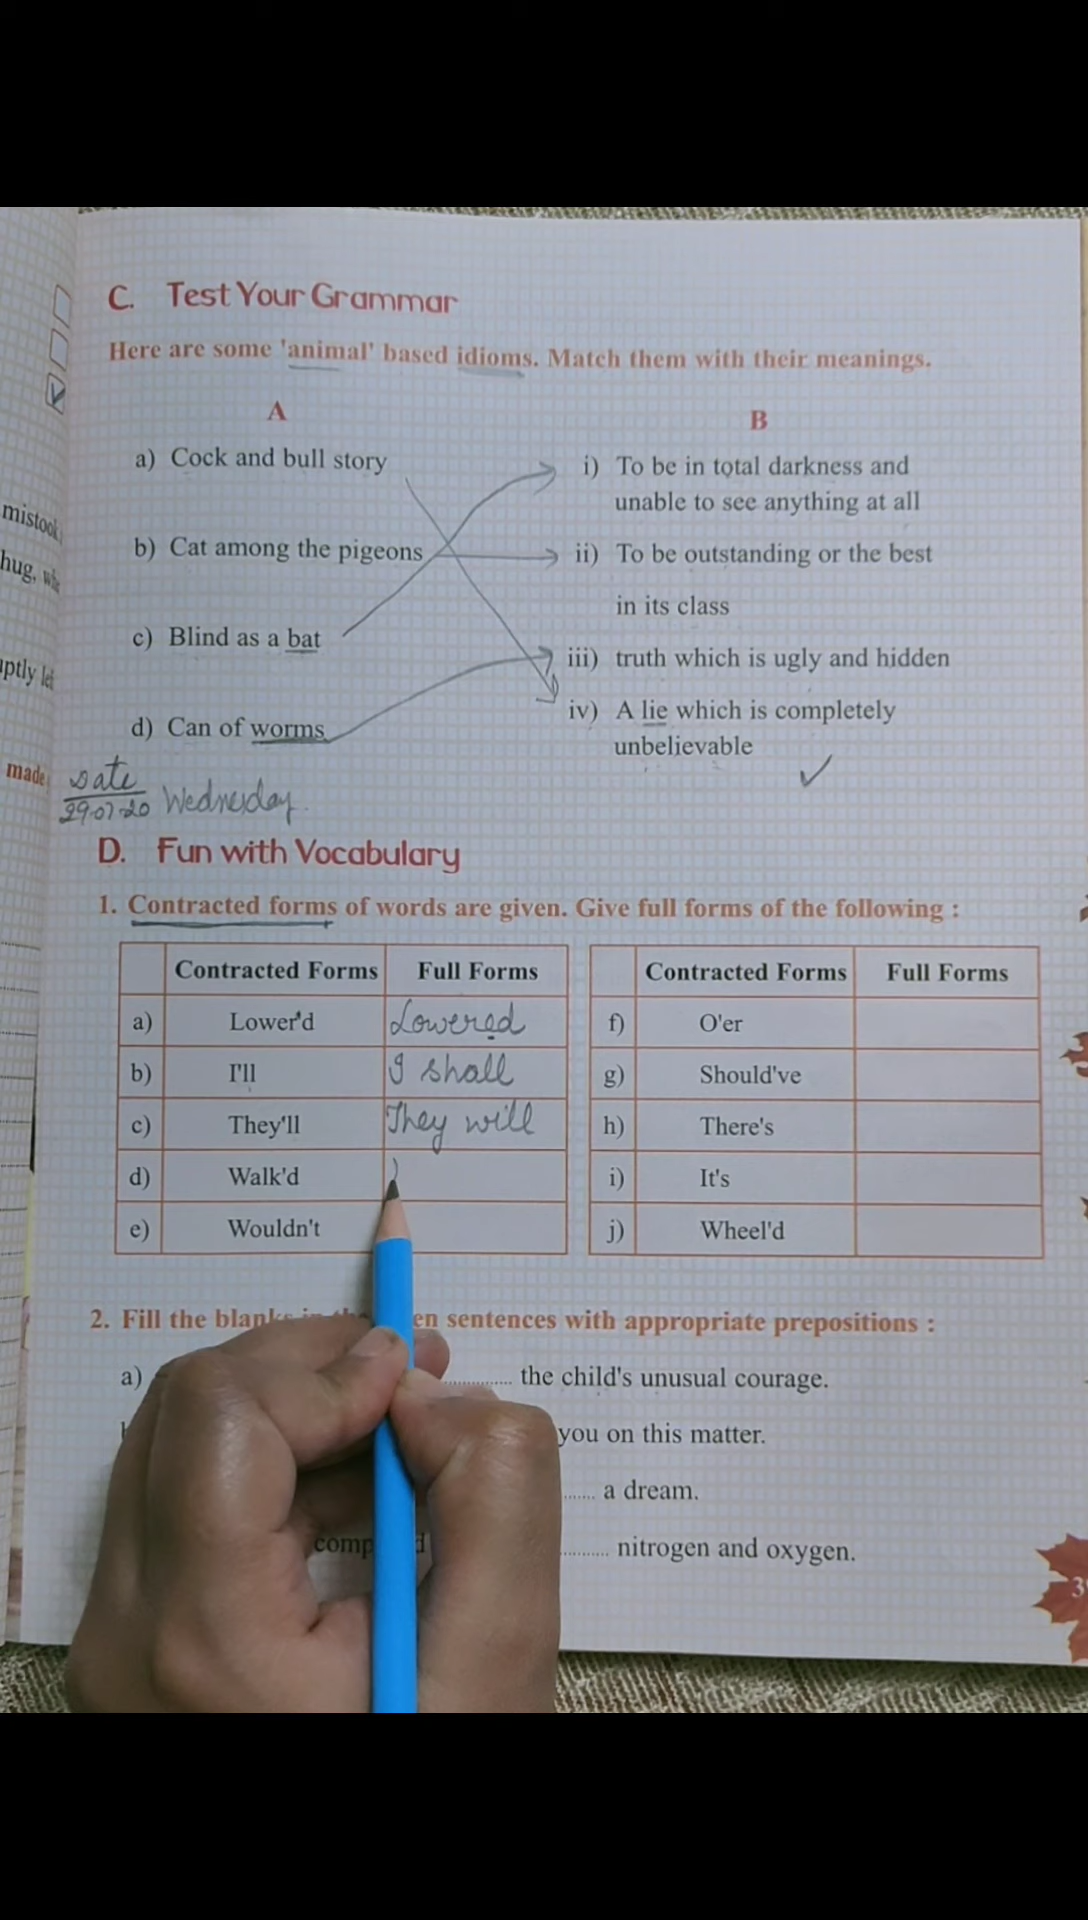 C. Test Your Grammar
Here are some 'animal' based idioms. Match them with their meanings.
A
B
a) Cock and bull story
i) To be in total darkness and
unable to see anything at all
b) Cat among the pigeons
ii) To be outstanding or the best
in its class
c) Blind as a bat
iii) truth which is ugly and hidden
d) Can of worms
iv) A lie which is completely
unbelievable
mistook
hug,
made
Date
29.07.20 Wednesday.
D. Fun with Vocabulary
1. Contracted forms of words are given. Give full forms of the following :
Contracted Forms Full Forms
a) Lower'd Lowered
b) I'll I shall
c) They'll They will
d) Walk'd
e) Wouldn't
Contracted Forms Full Forms
f) O'er
g) Should've
h) There's
i) It's
j) Wheel'd
2. Fill the blanks in the en sentences with appropriate prepositions :
a) ............ the child's unusual courage.
you on this matter.
...... a dream.
comp d .......... nitrogen and oxygen.